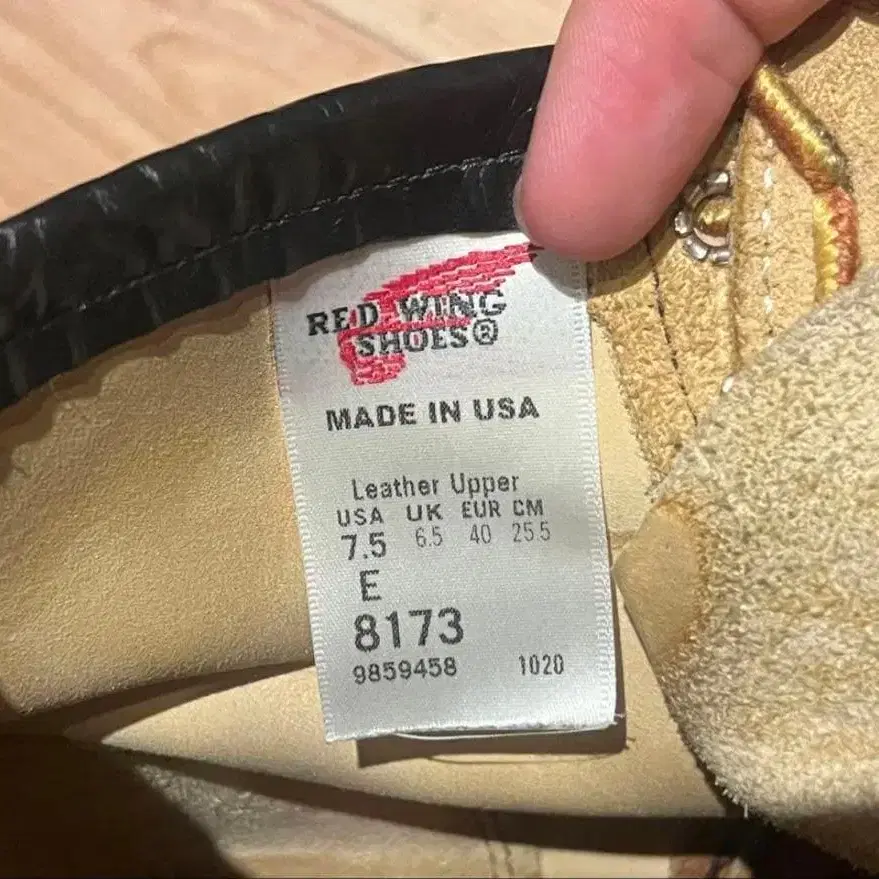 RED WING
SHOES®
MADE IN USA
Leather Upper
USA UK EUR CM
7.5 6.5 40 25.5
E
8173
9859458 1020